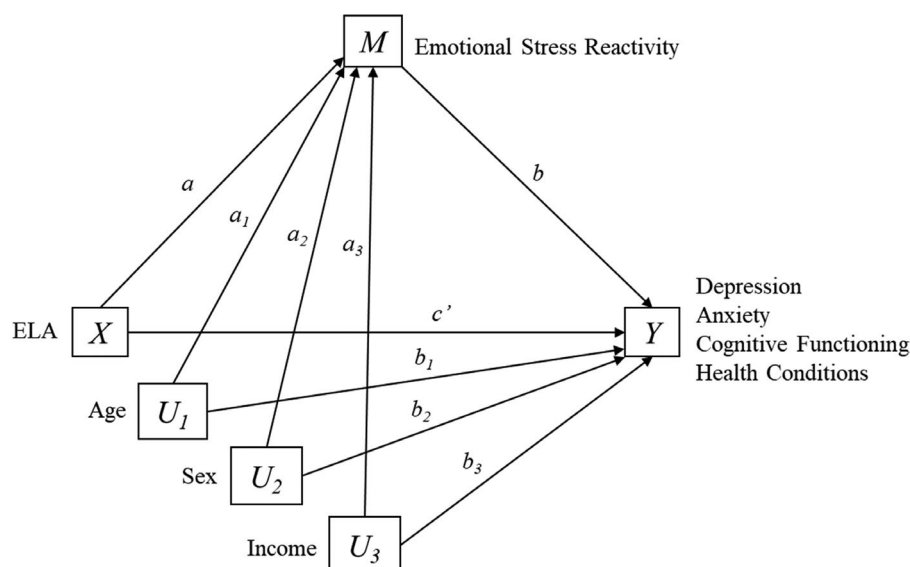 M Emotional Stress Reactivity
a
a1
a2
a3
b
ELA X
c’
Y
Depression
Anxiety
Cognitive Functioning
Health Conditions
b1
Age U1
b2
Sex U2
b3
Income U3